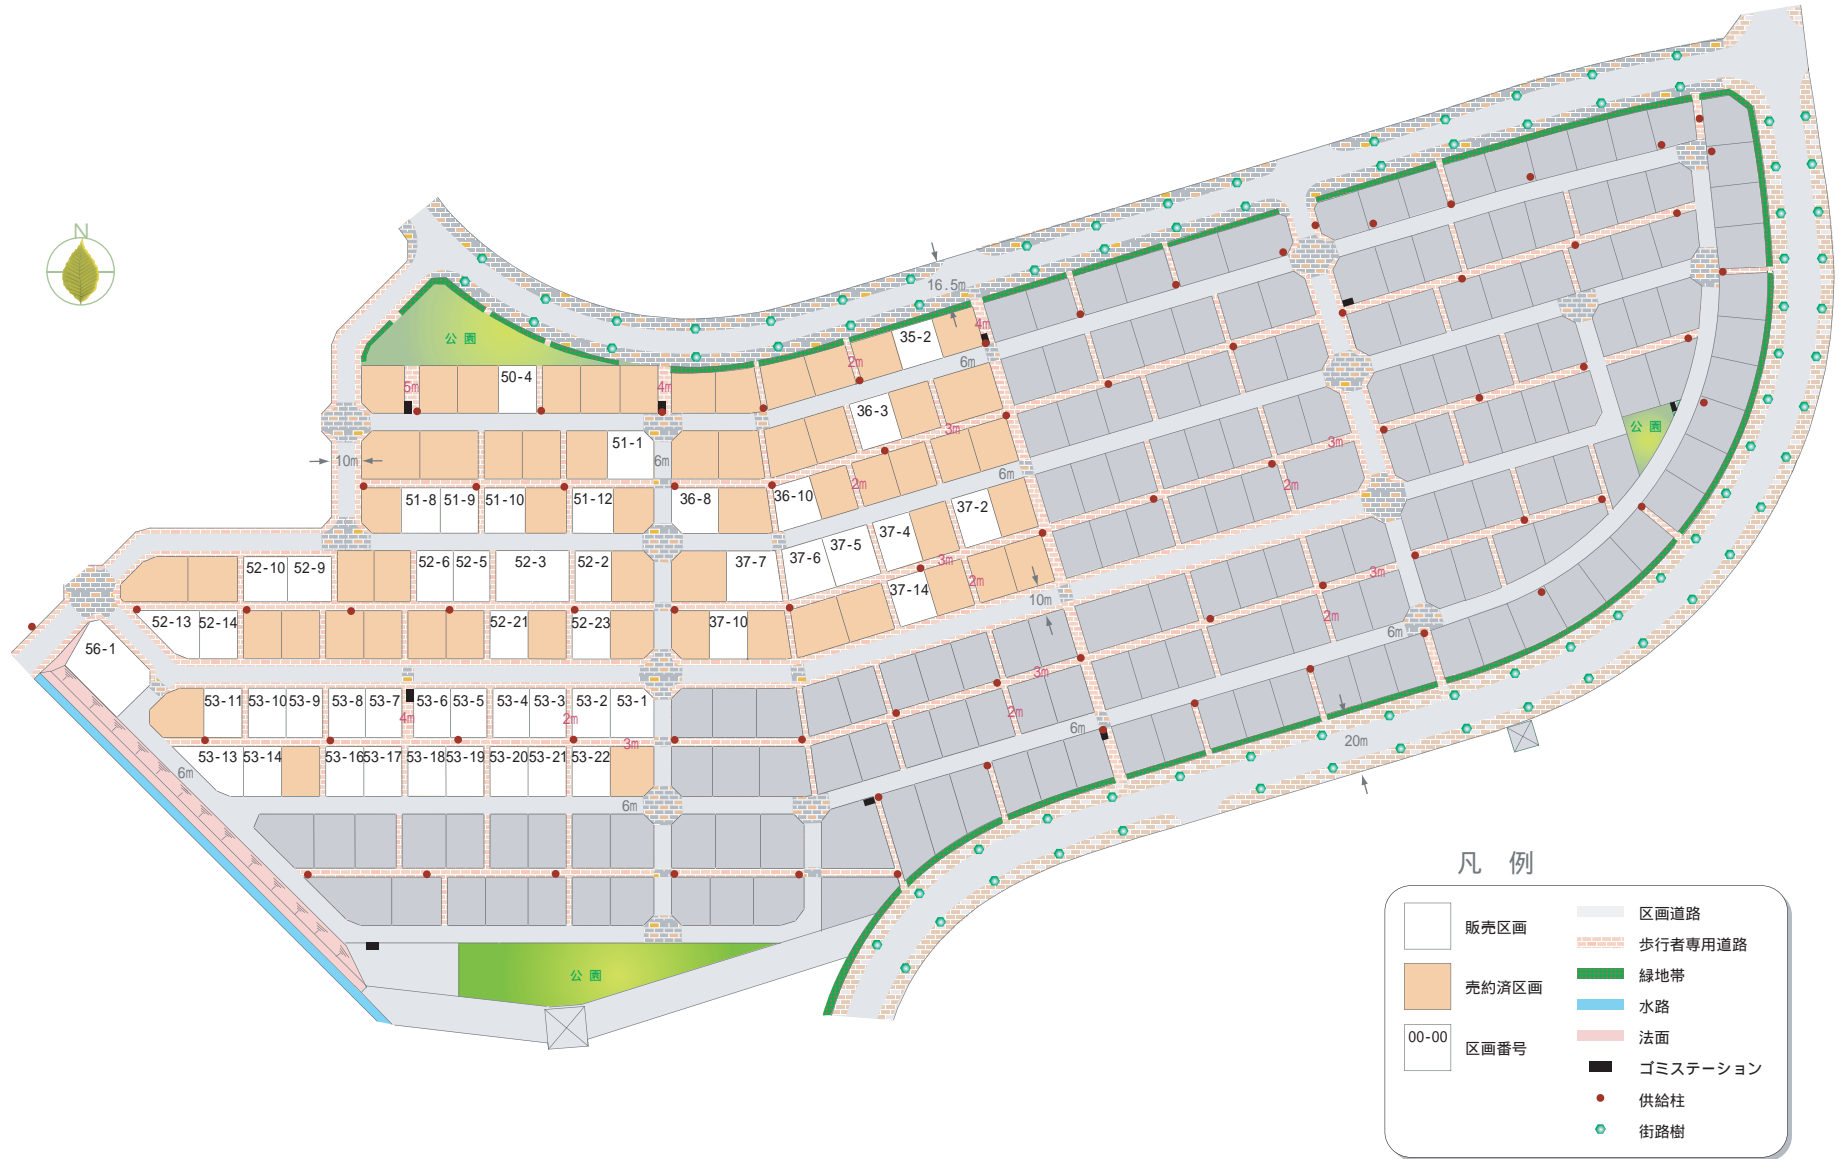 N
公園
16.5m
4m
35-2
2m
6m
5m
50-4
4m
36-3
3m
51-1
10m
6m
6m
2m
51-8
51-9
51-10
51-12
36-8
36-10
37-2
37-4
37-5
37-6
37-7
3m
2m
37-14
10m
52-10
52-9
52-6
52-5
52-3
52-2
52-13
52-14
52-21
52-23
37-10
56-1
53-11
53-10
53-9
53-8
53-7
53-6
53-5
53-4
53-3
53-2
53-1
4m
2m
3m
53-13
53-14
53-16
53-17
53-18
53-19
53-20
53-21
53-22
6m
6m
公園
3m
2m
3m
2m
6m
3m
2m
6m
20m
公園
凡例
販売区画
売約済区画
00-00
区画番号
区画道路
歩行者専用道路
緑地帯
水路
法面
ゴミステーション
供給柱
街路樹